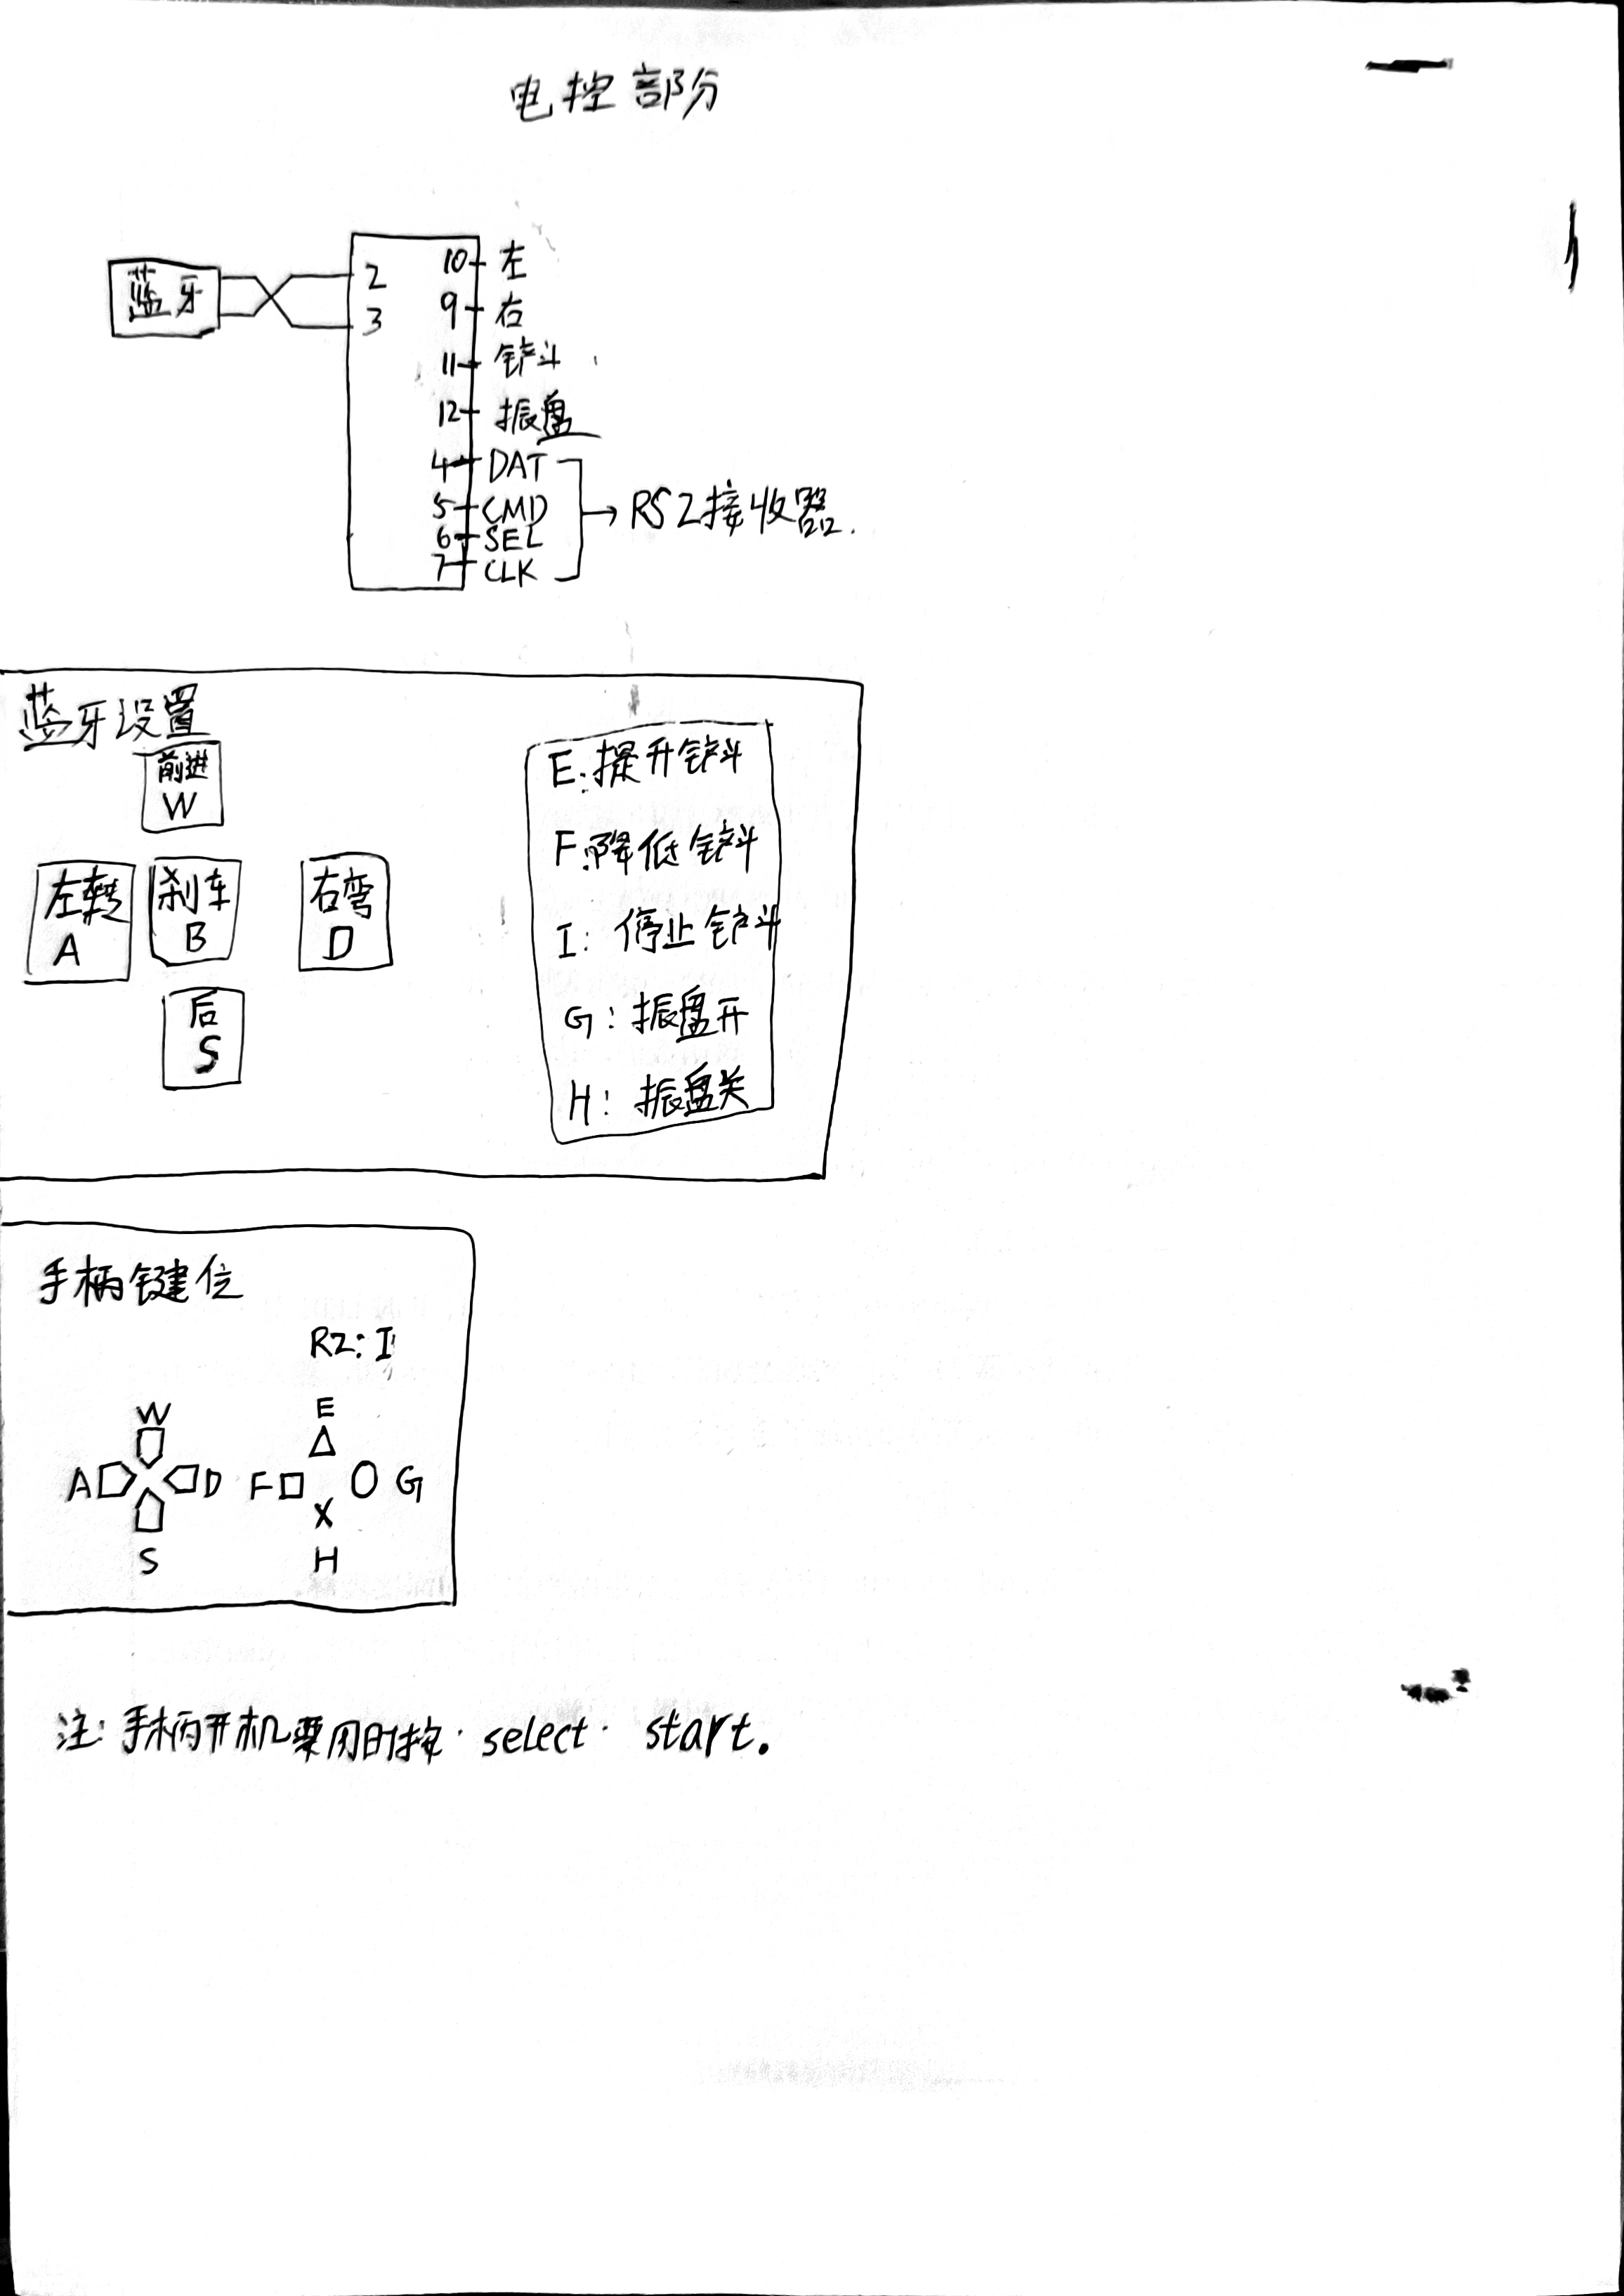 电控部分
蓝牙
2
3
10 左
9 右
11 铲斗
12 振盘
4 DAT
5 CMD
6 SEL
7 CLK
RS2接收器.
蓝牙设置
前进
W
左转
A
刹车
B
右弯
D
后
S
E:提升铲斗
F:降低铲斗
I: 停止铲斗
G: 振盘开
H: 振盘关
手柄键位
R2: I
W
A
D
S
E
F
G
X
H
注: 手柄开机要同时按· select · start.